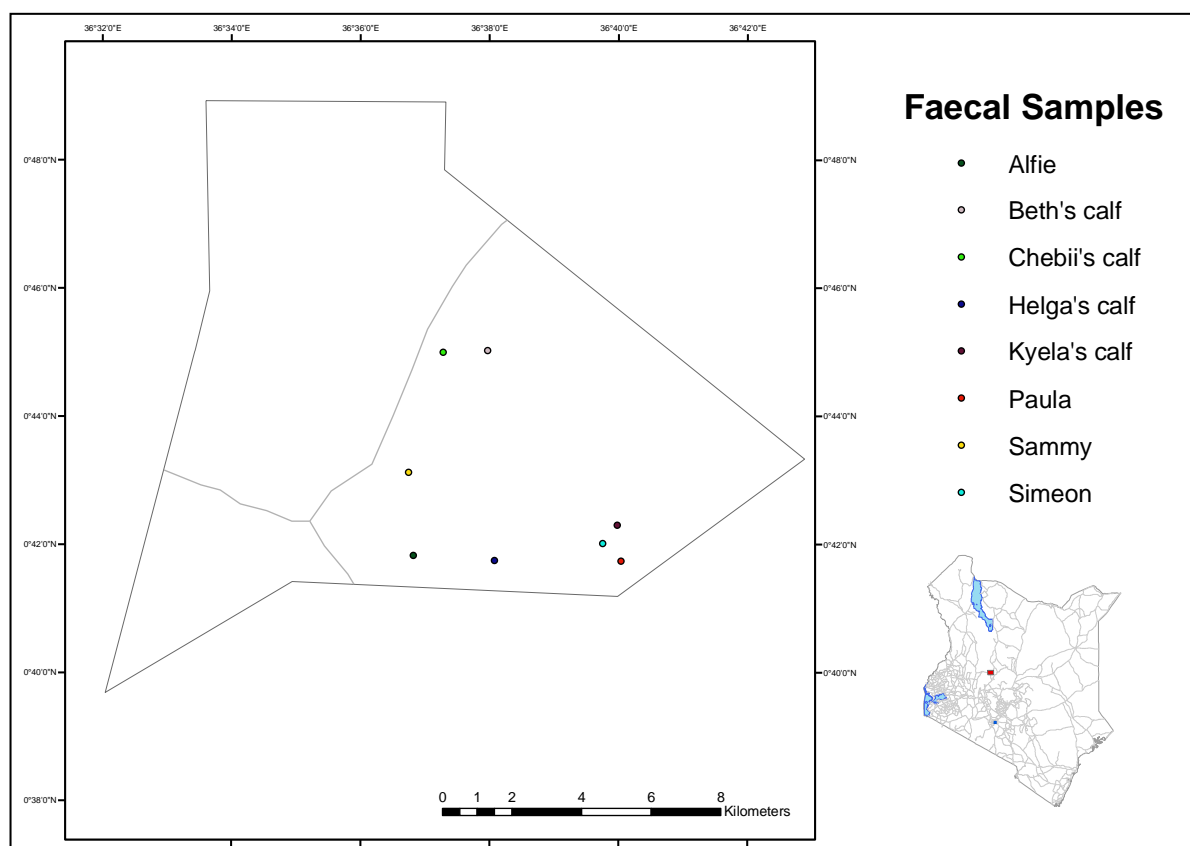 36°32'0"E 36°34'0"E 36°36'0"E 36°38'0"E 36°40'0"E 36°42'0"E
0°48'0"N 0°48'0"N
0°46'0"N 0°46'0"N
0°44'0"N 0°44'0"N
0°42'0"N 0°42'0"N
0°40'0"N 0°40'0"N
0°38'0"N
0 1 2 4 6 8
Kilometers
Faecal Samples
Alfie
Beth's calf
Chebii's calf
Helga's calf
Kyela's calf
Paula
Sammy
Simeon